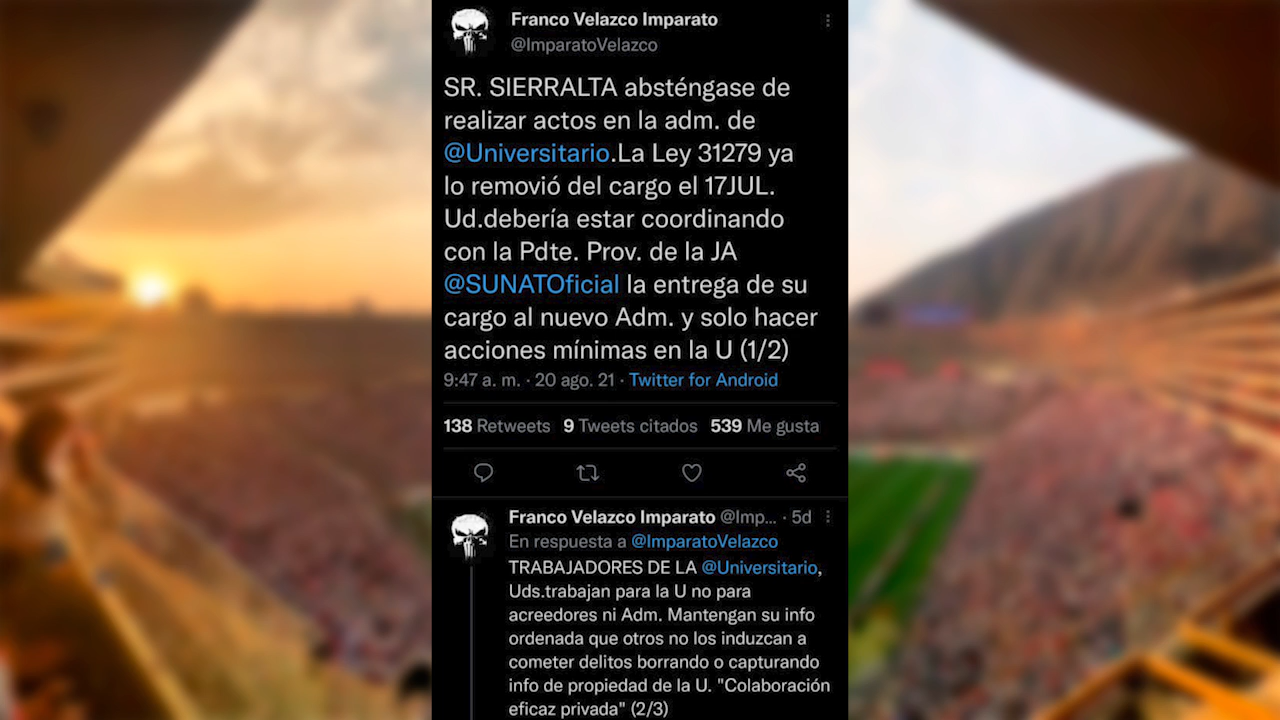 Franco Velazco Imparato
@ImparatoVelazco
SR. SIERRALTA absténgase de
realizar actos en la adm. de
@Universitario.La Ley 31279 ya
lo removió del cargo el 17JUL.
Ud.debería estar coordinando
con la Pdte. Prov. de la JA
@SUNATOficial la entrega de su
cargo al nuevo Adm. y solo hacer
acciones mínimas en la U (1/2)
9:47 a. m. · 20 ago. 21 · Twitter for Android
138 Retweets 9 Tweets citados 539 Me gusta
Franco Velazco Imparato @Imp... · 5d
En respuesta a @ImparatoVelazco
TRABAJADORES DE LA @Universitario,
Uds.trabajan para la U no para
acreedores ni Adm. Mantengan su info
ordenada que otros no los induzcan a
cometer delitos borrando o capturando
info de propiedad de la U. "Colaboración
eficaz privada" (2/3)